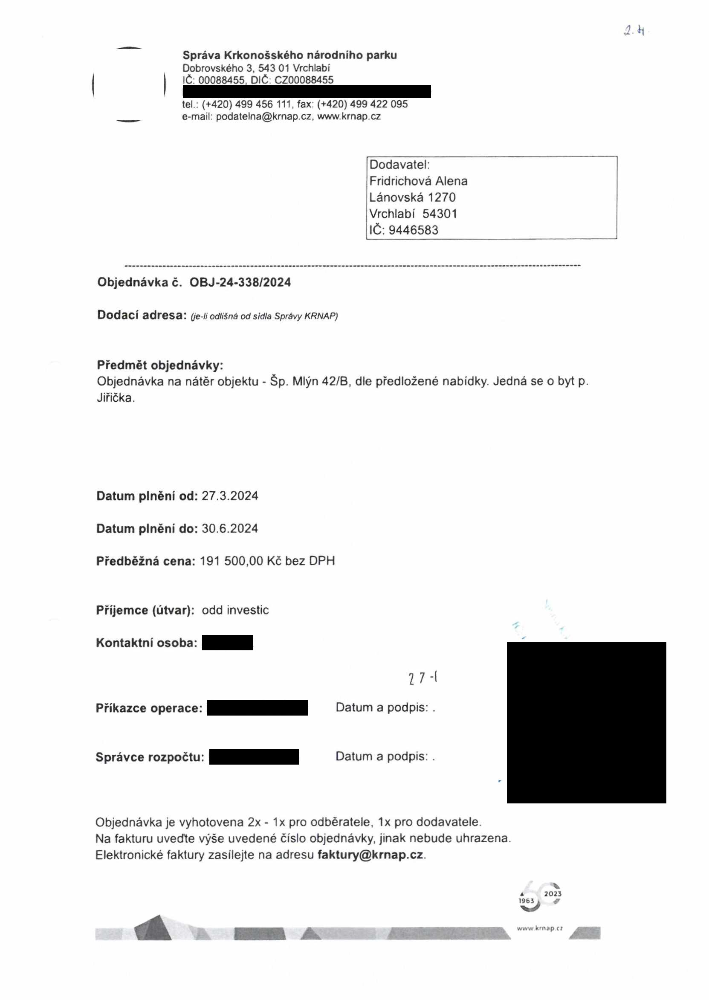 2.4.
Správa Krkonošského národního parku
Dobrovského 3, 543 01 Vrchlabí
IČ: 00088455, DIČ: CZ00088455
tel.: (+420) 499 456 111, fax: (+420) 499 422 095
e-mail: podatelna@krnap.cz, www.krnap.cz
Dodavatel:
Fridrichová Alena
Lánovská 1270
Vrchlabí 54301
IČ: 9446583
Objednávka č. OBJ-24-338/2024
Dodací adresa: (je-li odlišná od sídla Správy KRNAP)
Předmět objednávky:
Objednávka na nátěr objektu - Šp. Mlýn 42/B, dle předložené nabídky. Jedná se o byt p.
Jiřička.
Datum plnění od: 27.3.2024
Datum plnění do: 30.6.2024
Předběžná cena: 191 500,00 Kč bez DPH
Příjemce (útvar): odd investic
Kontaktní osoba:
27-
Příkazce operace: Datum a podpis: .
Správce rozpočtu: Datum a podpis: .
Objednávka je vyhotovena 2x - 1x pro odběratele, 1x pro dodavatele.
Na fakturu uveďte výše uvedené číslo objednávky, jinak nebude uhrazena.
Elektronické faktury zasílejte na adresu faktury@krnap.cz.
60
2023
1963
www.krnap.cz